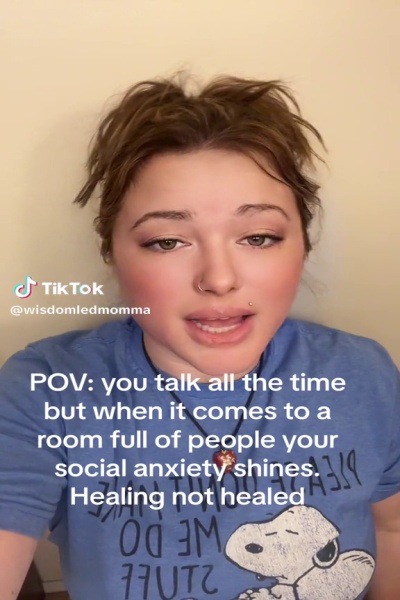 TikTok
@wisdomledmomma
POV: you talk all the time
but when it comes to a
room full of people your
social anxiety shines.
Healing not healed
PLEASE DON'T MAKE
ME DO
STUFF